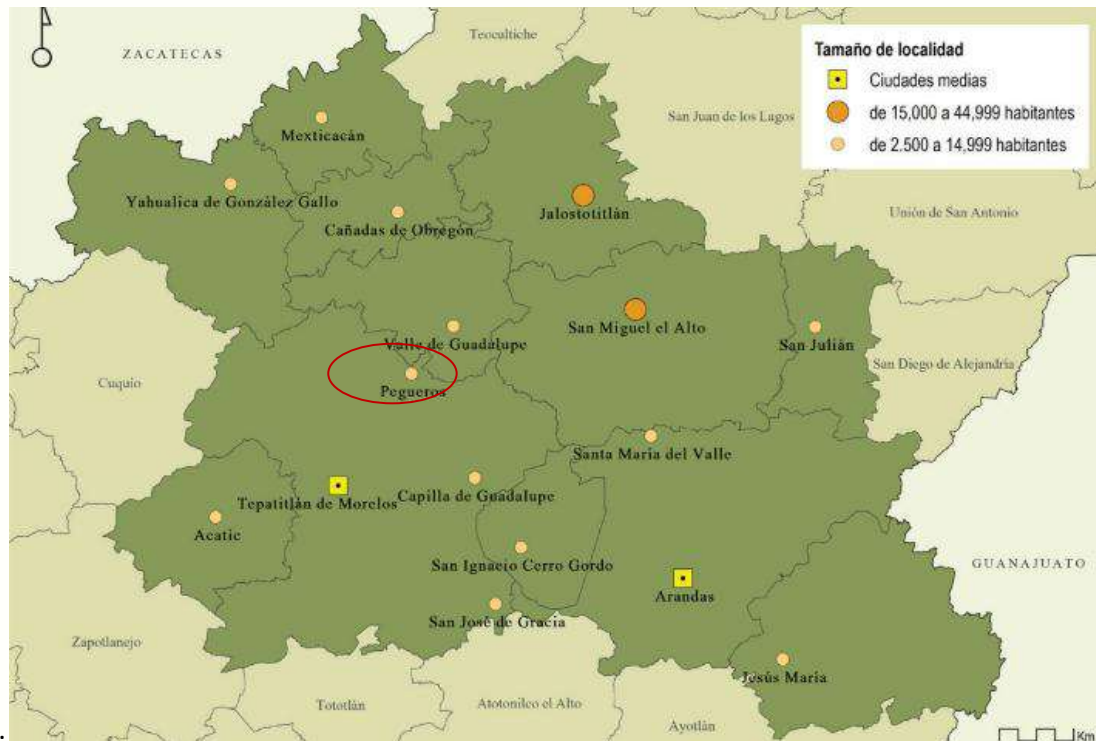 Teocultiche
ZACATECAS
Tamaño de localidad
Ciudades medias
de 15,000 a 44,999 habitantes
de 2.500 a 14,999 habitantes
San Juan de los Lagos
Mexticacán
Yahualica de González Gallo
Cañadas de Obregón
Jalostotitlán
Unión de San Antonio
San Miguel el Alto
Valle de Guadalupe
San Julián
San Diego de Alejandría
Cuquio
Pegueros
Santa Maria del Valle
Tepatitlán de Morelos
Capilla de Guadalupe
Acatic
San Ignacio Cerro Gordo
GUANAJUATO
Arandas
San José de Gracia
Zapotlanejo
Jesús Maria
Tototlán
Atotonilco el Alto
Ayotlán
Km
.